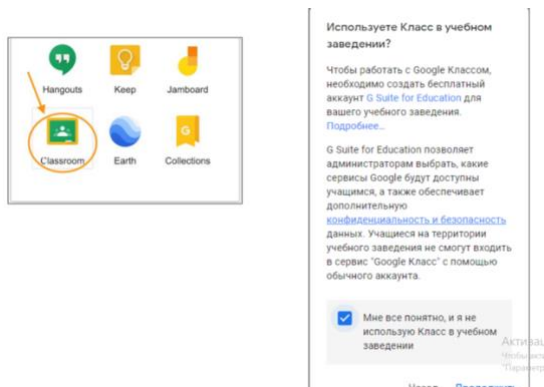 Hangouts Keep Jamboard
Classroom Earth Collections
Используете Класс в учебном
заведении?
Чтобы работать с Google Классом,
необходимо создать бесплатный
аккаунт G Suite for Education для
вашего учебного заведения.
Подробнее...
G Suite for Education позволяет
администраторам выбрать, какие
сервисы Google будут доступны
учащимся, а также обеспечивает
дополнительную
конфиденциальность и безопасность
данных. Учащиеся на территории
учебного заведения не смогут входить
в сервис "Google Класс" с помощью
обычного аккаунта.
Мне все понятно, и я не
использую Класс в учебном
заведении
Назад Продолжить